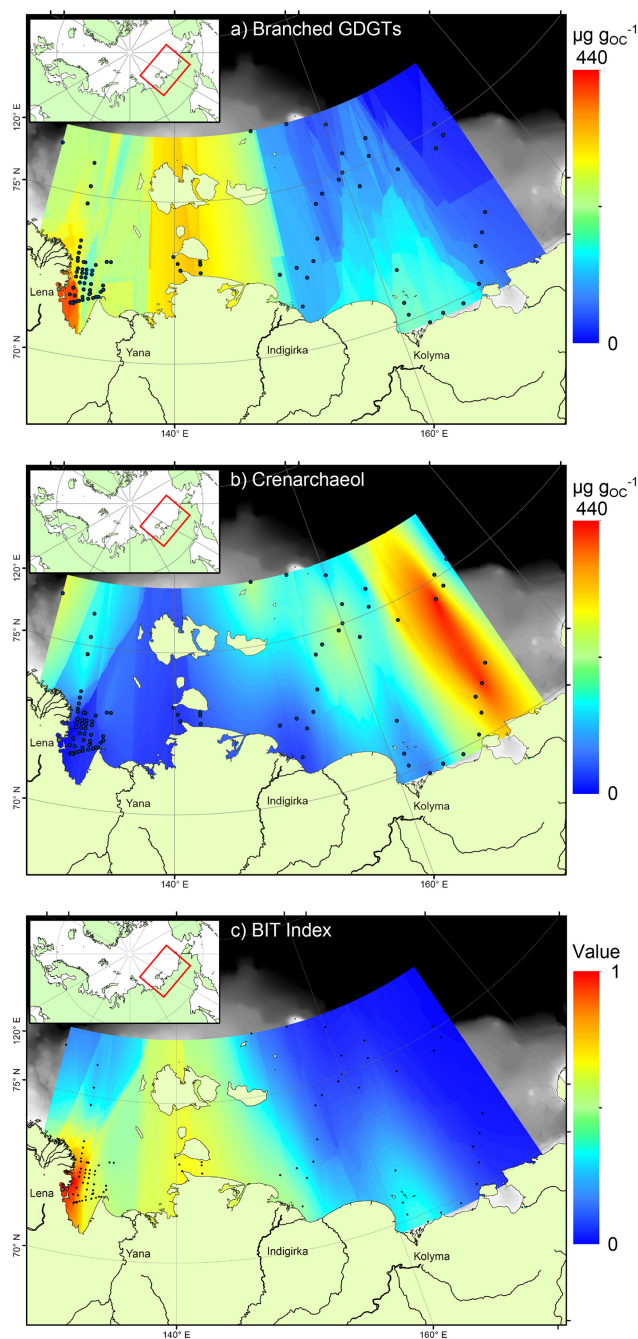 a) Branched GDGTs
µg gOC⁻¹
440
120° E
75° N
Lena
70° N
Yana
Indigirka
Kolyma
140°E
160°E
0
b) Crenarchaeol
µg gOC⁻¹
440
120° E
75° N
Lena
70° N
Yana
Indigirka
Kolyma
140°E
160°E
0
c) BIT Index
Value
1
120° E
75° N
Lena
70° N
Yana
Indigirka
Kolyma
140°E
160°E
0